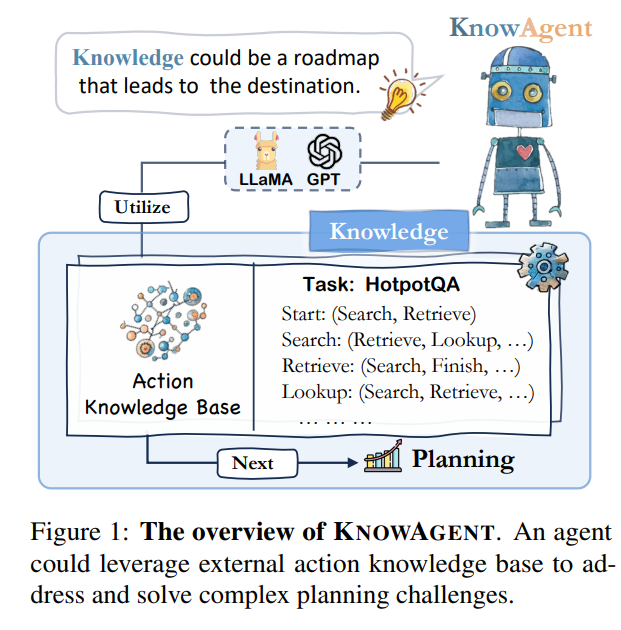 KnowAgent
Knowledge could be a roadmap
that leads to the destination.
LLaMA GPT
Utilize
Knowledge
Action
Knowledge Base
Task: HotpotQA
Start: (Search, Retrieve)
Search: (Retrieve, Lookup, …)
Retrieve: (Search, Finish, …)
Lookup: (Search, Retrieve, …)
… … …
Next
Planning
Figure 1: The overview of KNOWAGENT. An agent
could leverage external action knowledge base to ad-
dress and solve complex planning challenges.